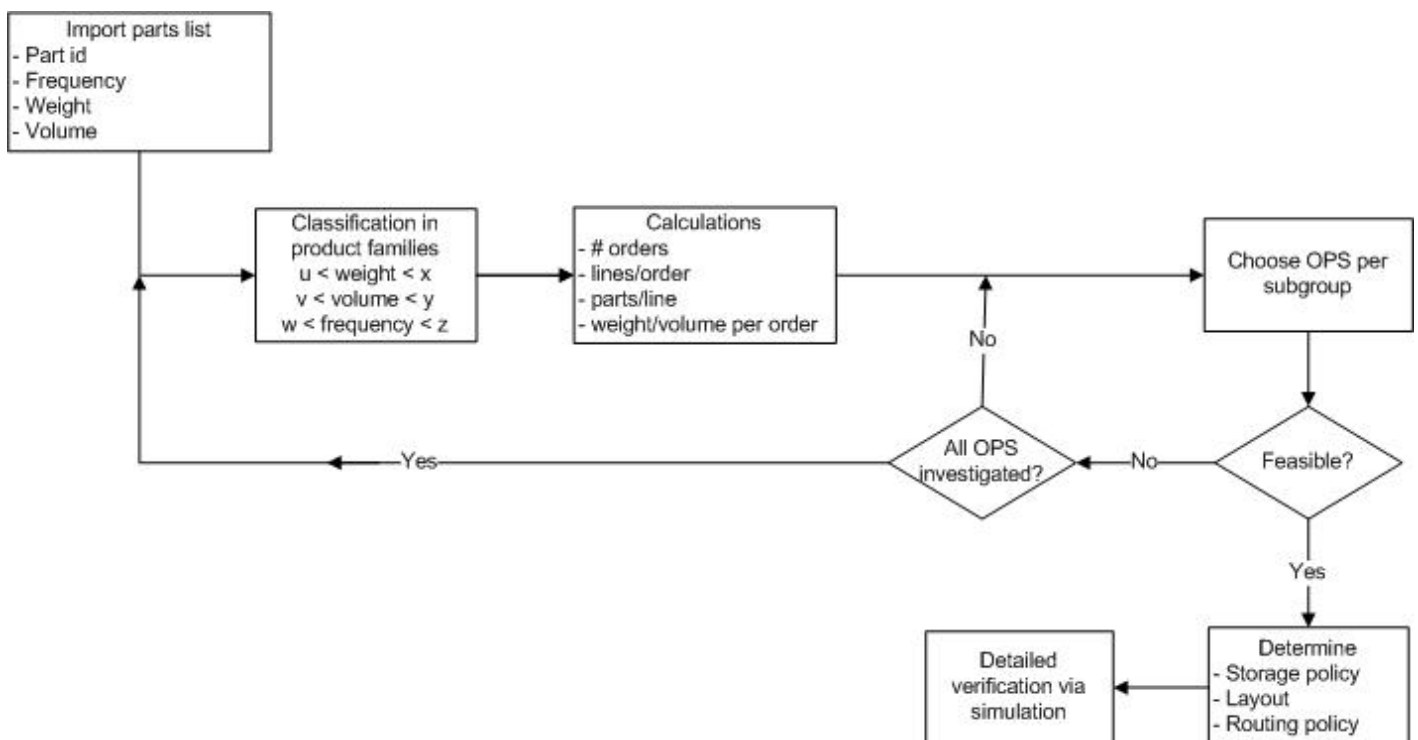 Import parts list
- Part id
- Frequency
- Weight
- Volume
Classification in
product families
u < weight < x
v < volume < y
w < frequency < z
Calculations
- # orders
- lines/order
- parts/line
- weight/volume per order
Choose OPS per
subgroup
No
All OPS
investigated?
Yes
No
Feasible?
Yes
Determine
- Storage policy
- Layout
- Routing policy
Detailed
verification via
simulation